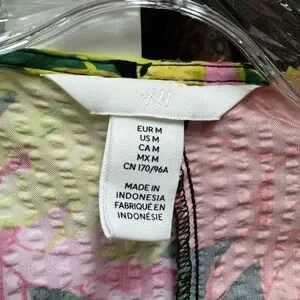 H&M
EUR M
US M
CA M
MX M
CN 170/96A
MADE IN
INDONESIA
FABRIQUÉ EN
INDONÉSIE